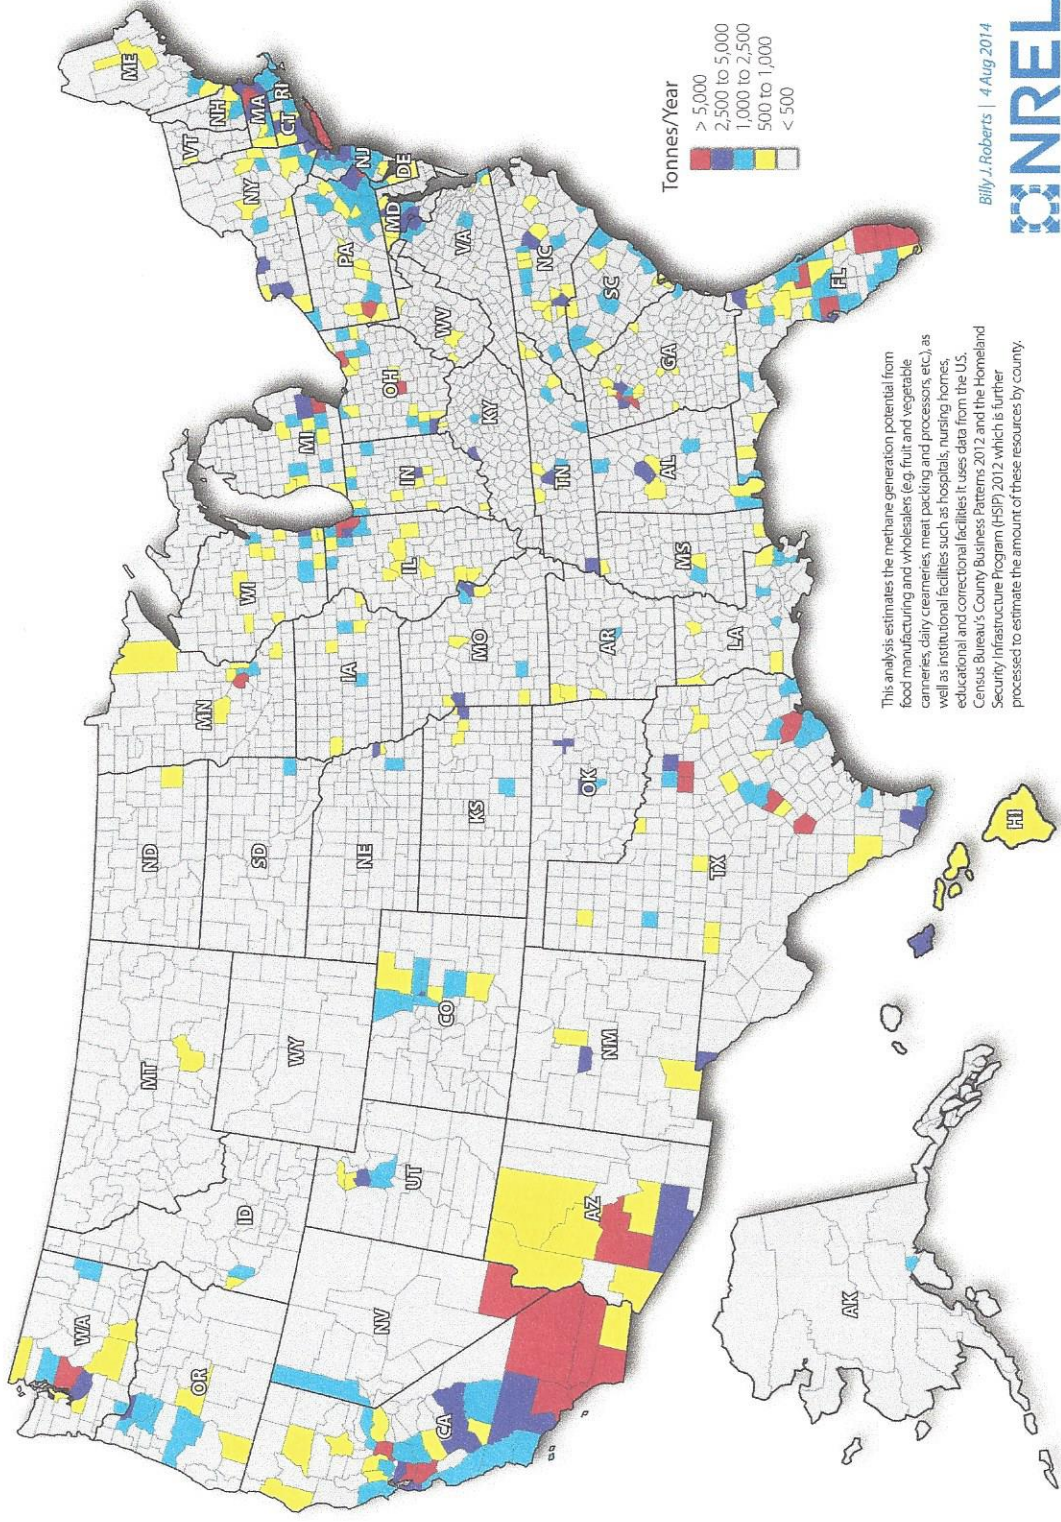 ME
VT
NH
MA
RI
CT
NY
NJ
DE
PA
MD
WV
VA
OH
MI
IN
KY
NC
SC
TN
GA
FL
AL
MS
WI
IL
MN
IA
MO
AR
LA
ND
SD
NE
KS
OK
TX
MT
WY
CO
NM
ID
UT
AZ
WA
OR
NV
CA
AK
HI
Tonnes/Year
> 5,000
2,500 to 5,000
1,000 to 2,500
500 to 1,000
< 500
This analysis estimates the methane generation potential from
food manufacturing and wholesalers (e.g. fruit and vegetable
canneries, dairy creameries, meat packing and processors, etc.), as
well as institutional facilities such as hospitals, nursing homes,
educational and correctional facilities It uses data from the U.S.
Census Bureau's County Business Patterns 2012 and the Homeland
Security Infrastructure Program (HSIP) 2012 which is further
processed to estimate the amount of these resources by county.
Billy J. Roberts | 4 Aug 2014
NREL